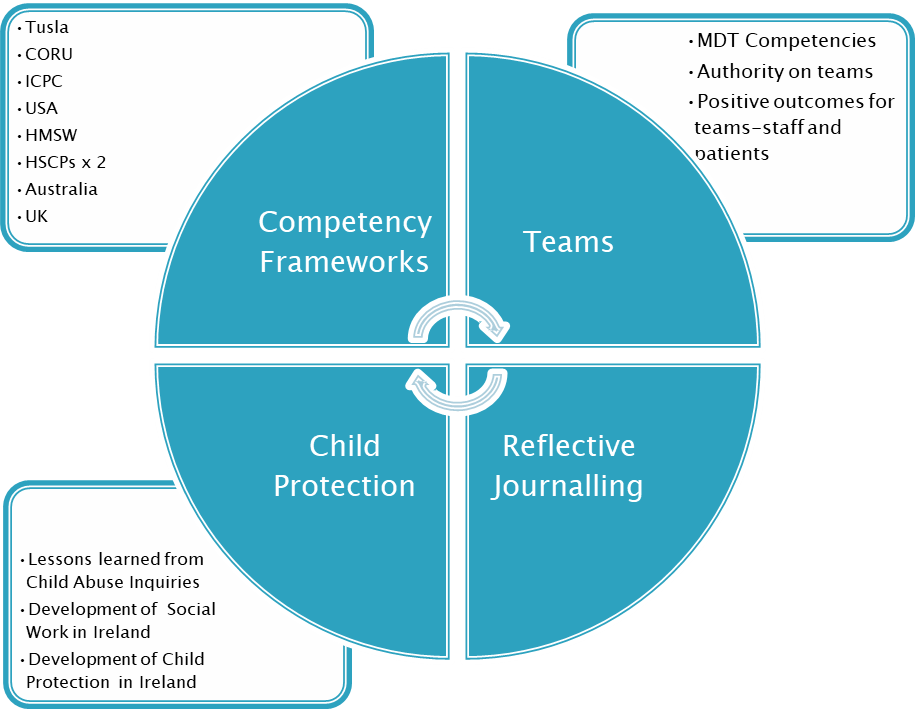 •Tusla
•CORU
•ICPC
•USA
•HMSW
•HSCPs x 2
•Australia
•UK
•MDT Competencies
•Authority on teams
•Positive outcomes for
teams-staff and
patients
Competency
Frameworks
Teams
Child
Protection
Reflective
Journalling
•Lessons learned from
Child Abuse Inquiries
•Development of Social
Work in Ireland
•Development of Child
Protection in Ireland